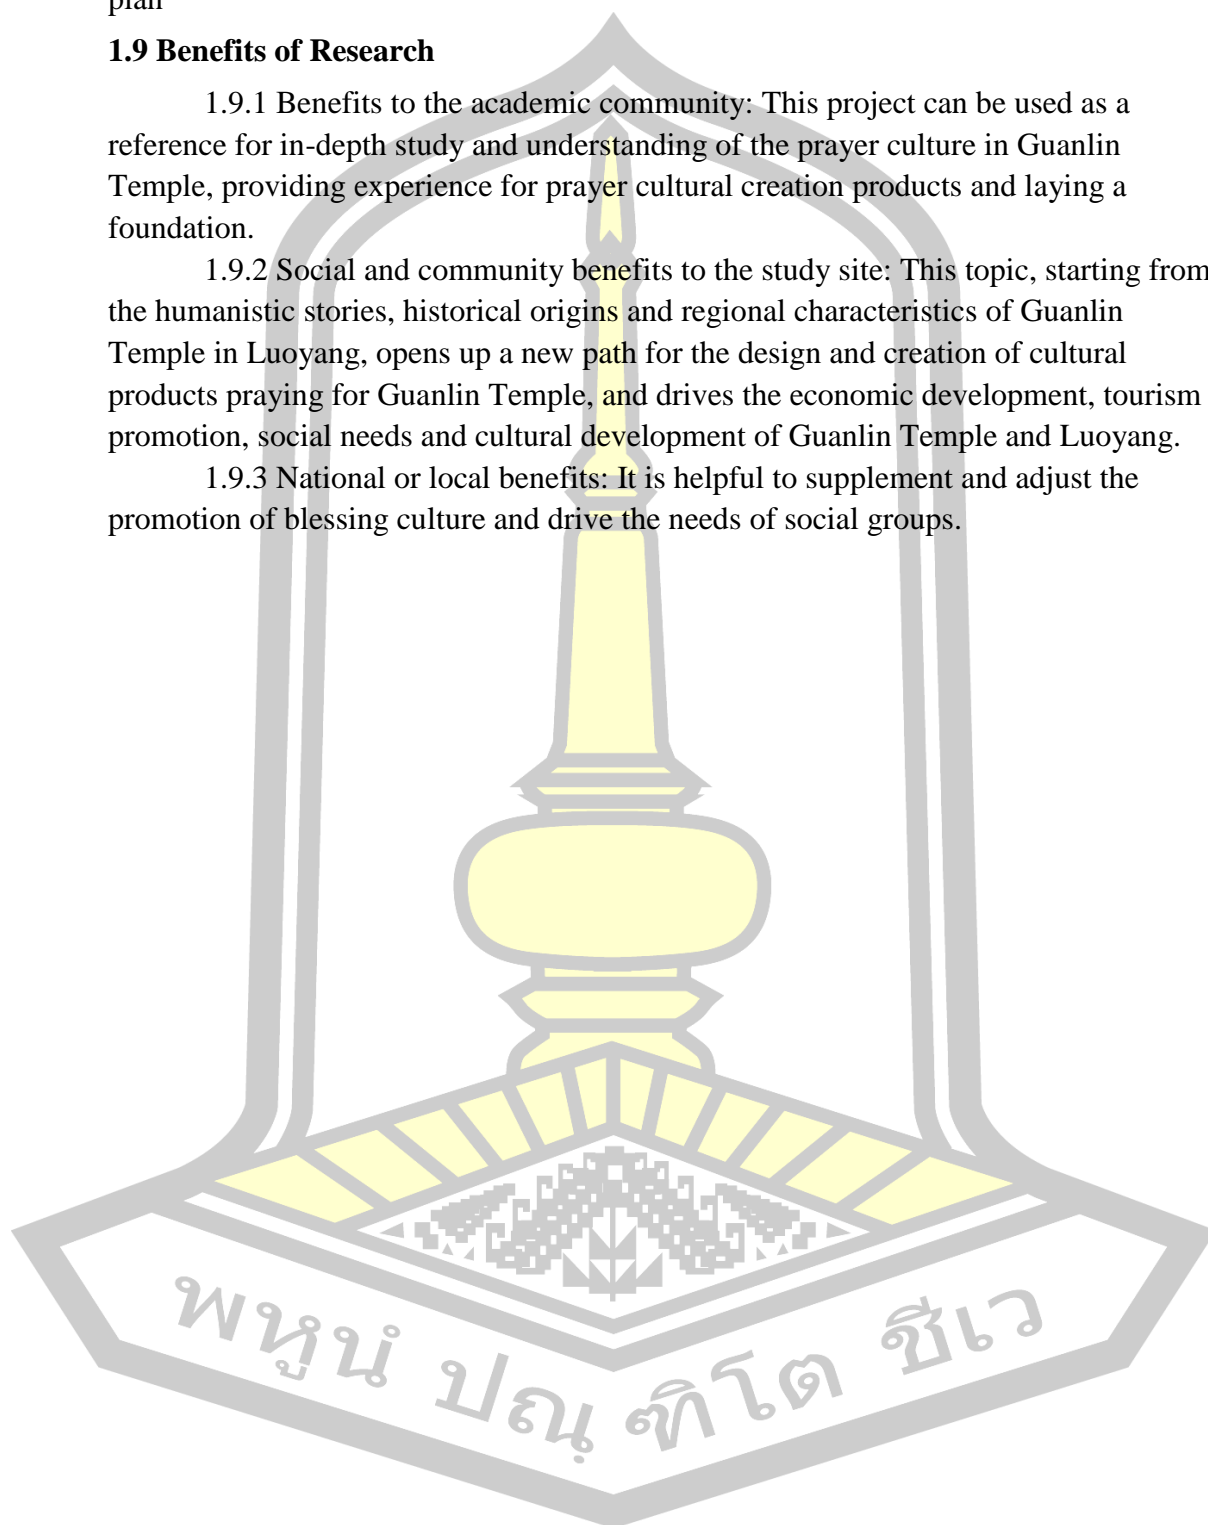 plan
1.9 Benefits of Research
1.9.1 Benefits to the academic community: This project can be used as a
reference for in-depth study and understanding of the prayer culture in Guanlin
Temple, providing experience for prayer cultural creation products and laying a
foundation.
1.9.2 Social and community benefits to the study site: This topic, starting from
the humanistic stories, historical origins and regional characteristics of Guanlin
Temple in Luoyang, opens up a new path for the design and creation of cultural
products praying for Guanlin Temple, and drives the economic development, tourism
promotion, social needs and cultural development of Guanlin Temple and Luoyang.
1.9.3 National or local benefits: It is helpful to supplement and adjust the
promotion of blessing culture and drive the needs of social groups.
พหูนํ ปณฺฑิโต ชีเว